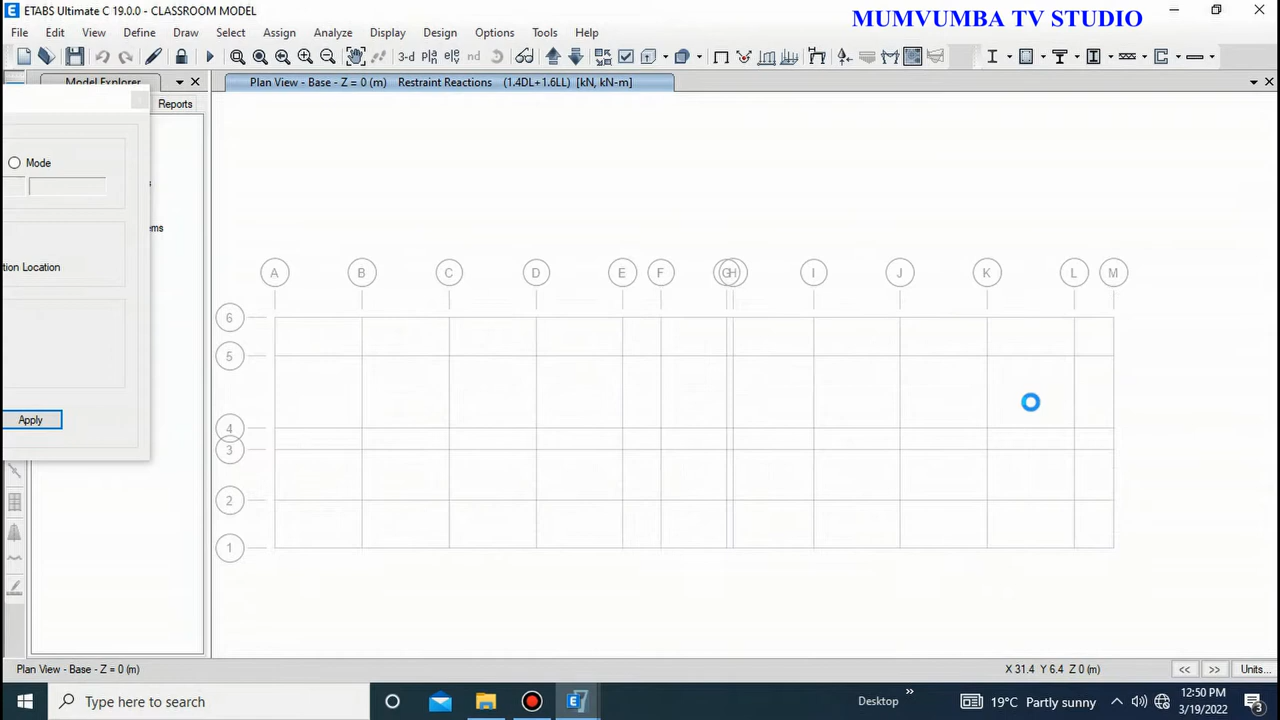 ETABS Ultimate C 19.0.0 - CLASSROOM MODEL
MUMVUMBA TV STUDIO
File Edit View Define Draw Select Assign Analyze Display Design Options Tools Help
3-d
Model Explorer
Plan View - Base - Z = 0 (m) Restraint Reactions (1.4DL+1.6LL) [kN, kN-m]
Reports
Mode
ems
tion Location
Apply
A B C D E F G H I J K L M
6
5
4
3
2
1
Plan View - Base - Z = 0 (m)
X 31.4 Y 6.4 Z 0 (m)
<< >> Units...
Type here to search
Desktop
19°C Partly sunny
12:50 PM
3/19/2022
3